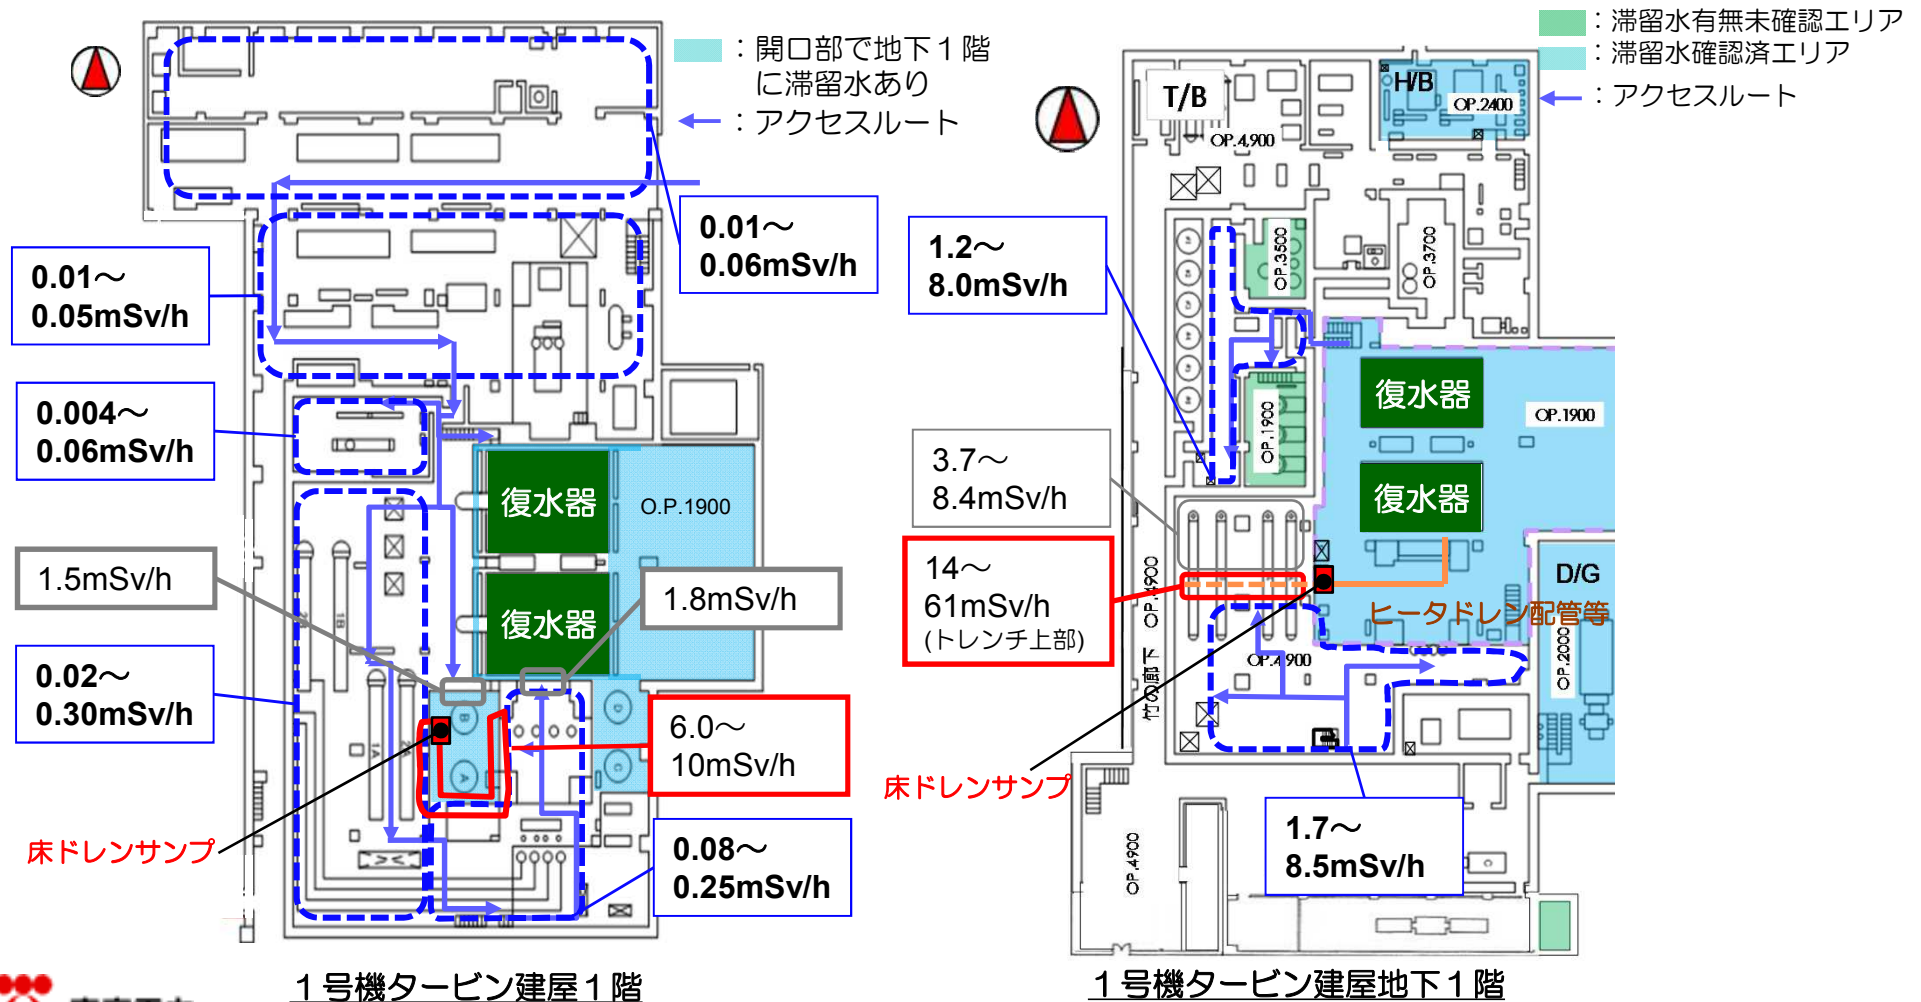 ：開口部で地下１階
に滞留水あり
：アクセスルート
0.01～
0.06mSv/h
0.01～
0.05mSv/h
0.004～
0.06mSv/h
復水器
O.P.1900
復水器
1.5mSv/h
1.8mSv/h
1B
0.02～
0.30mSv/h
B
D
A
C
1A
6.0～
10mSv/h
床ドレンサンプ
0.08～
0.25mSv/h
１号機タービン建屋１階
：滞留水有無未確認エリア
：滞留水確認済エリア
：アクセスルート
T/B
H/B
OP.2400
OP.4,900
OP.3500
OP.3700
1.2～
8.0mSv/h
復水器
OP.1900
OP.1900
復水器
3.7～
8.4mSv/h
14～
61mSv/h
(トレンチ上部)
竹の廊下 OP.4900
D/G
ヒータドレン配管等
OP.4,900
OP.2000
床ドレンサンプ
1.7～
8.5mSv/h
OP.4900
１号機タービン建屋地下１階